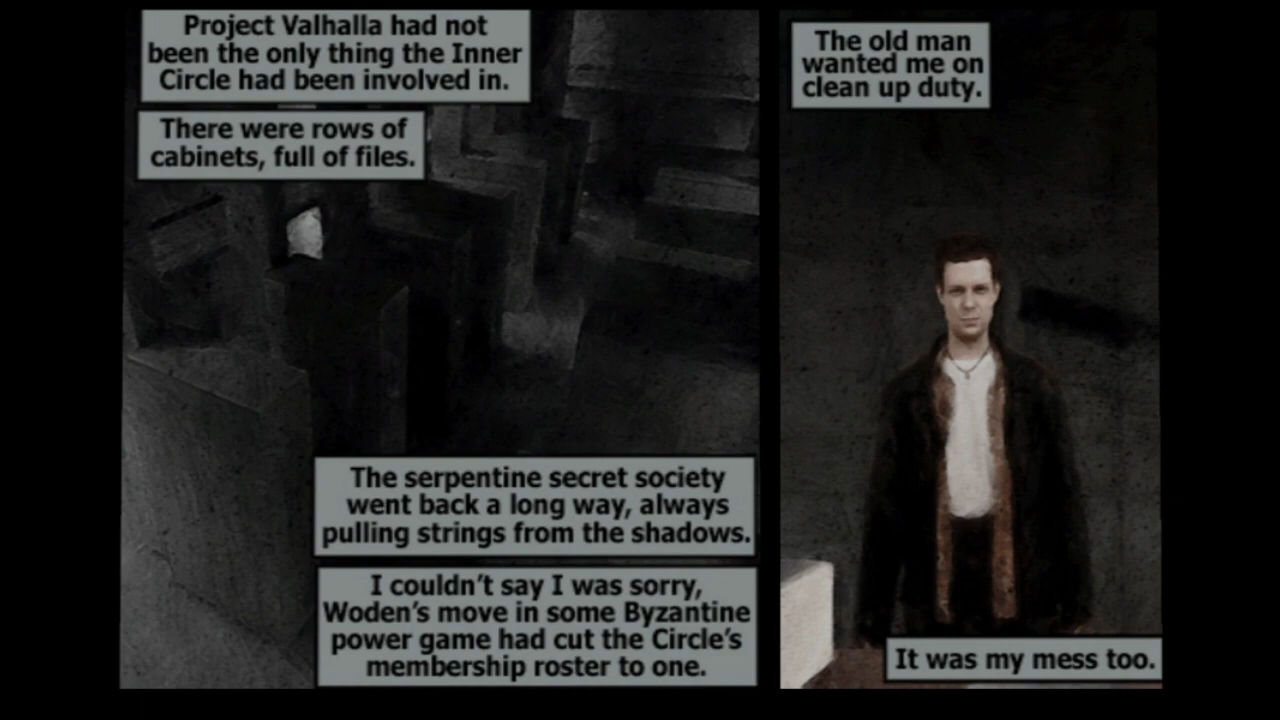 Project Valhalla had not
been the only thing the Inner
Circle had been involved in.
There were rows of
cabinets, full of files.
The serpentine secret society
went back a long way, always
pulling strings from the shadows.
I couldn't say I was sorry,
Woden's move in some Byzantine
power game had cut the Circle's
membership roster to one.
The old man
wanted me on
clean up duty.
It was my mess too.